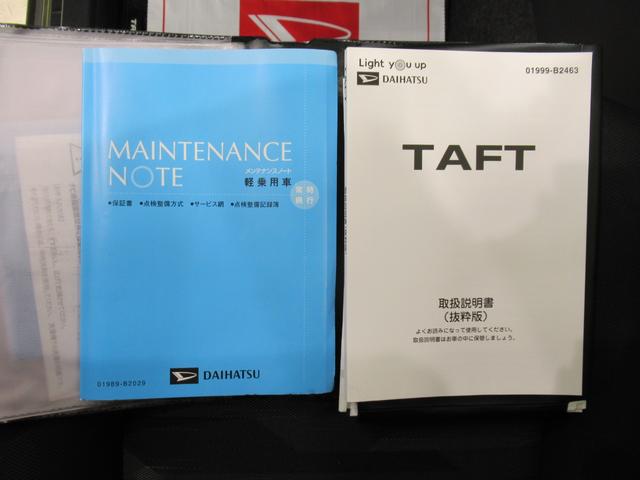 MAINTENANCE
NOTE
メンテナンスノート
軽乗用車
常時
携行
•保証書 •点検整備方式 •サービス網 •点検整備記録簿
01989-B2029
DAIHATSU
Light you up
DAIHATSU
01999-B2463
TAFT
取扱説明書
(抜粋版)
よくお読みになって使用してください。
取扱説明書はお車の中に保管しましょう。